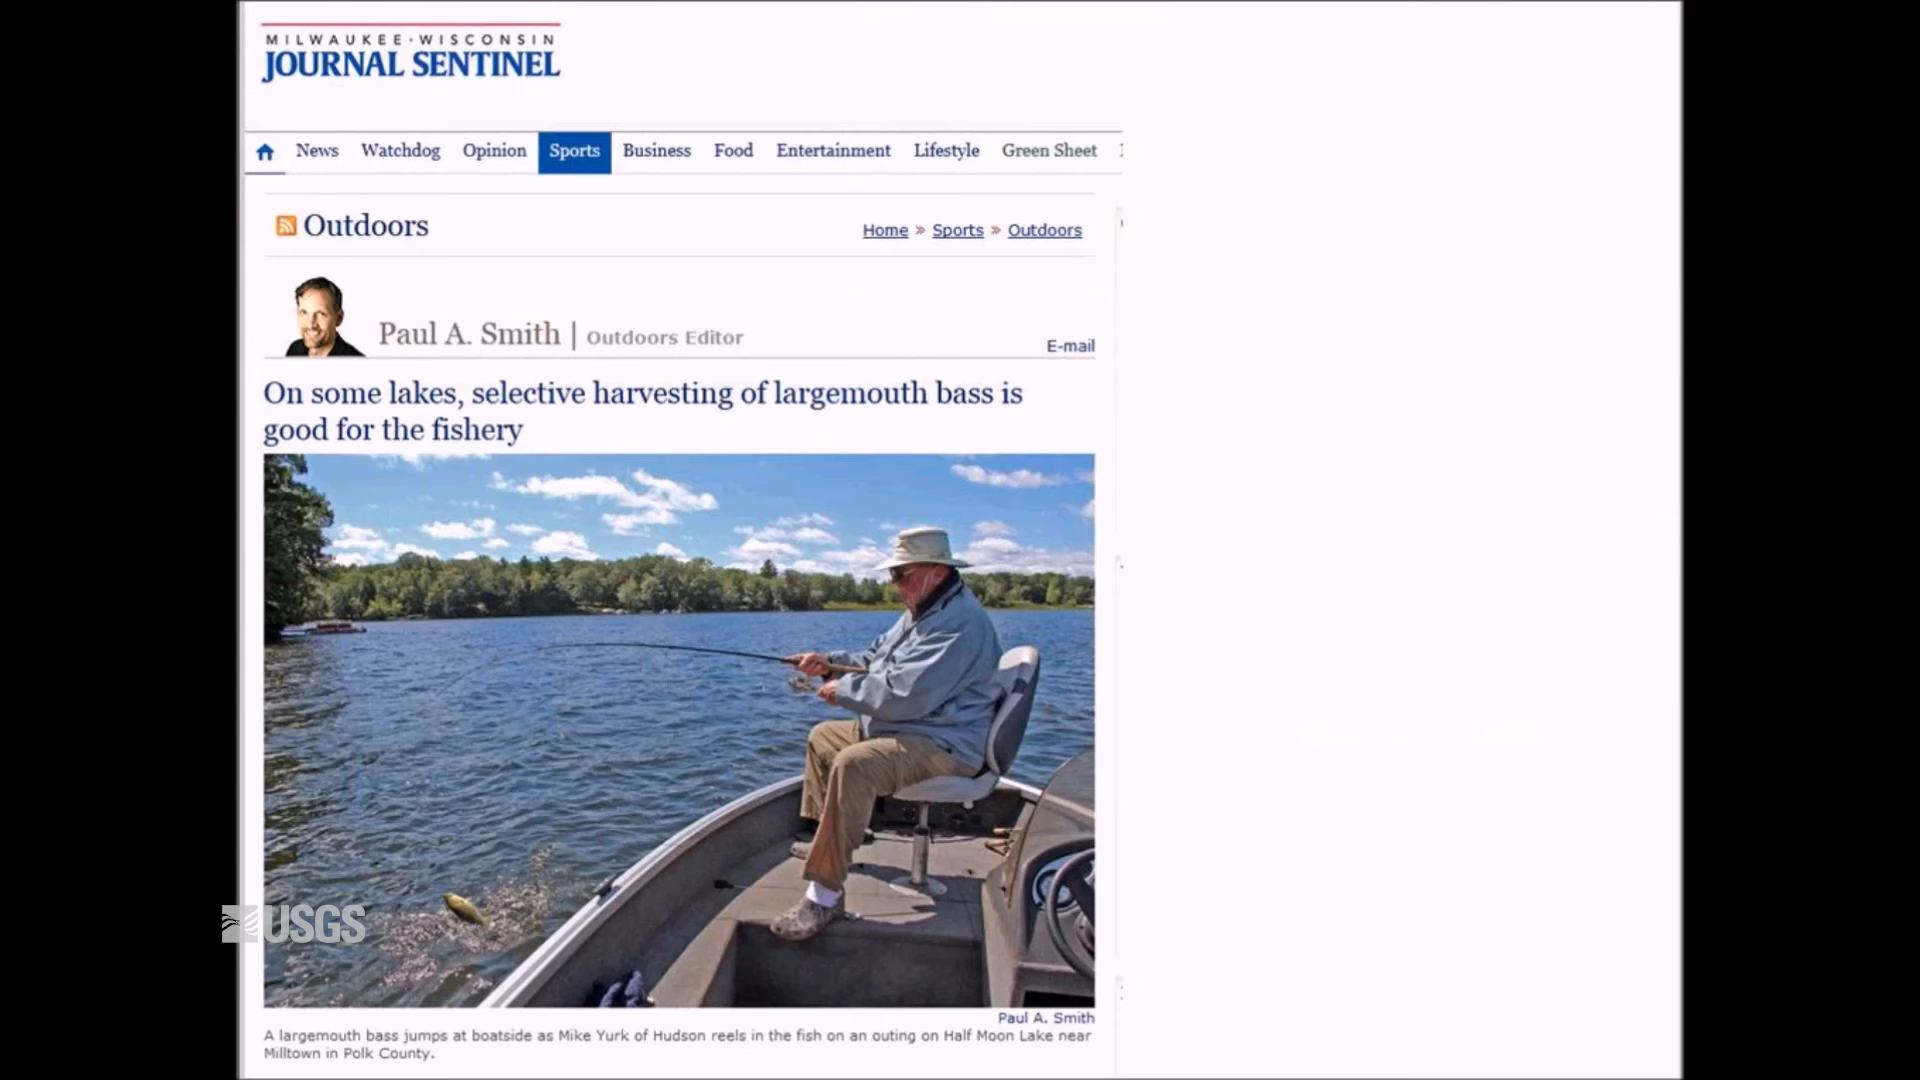 MILWAUKEE·WISCONSIN
JOURNAL SENTINEL
News Watchdog Opinion Sports Business Food Entertainment Lifestyle Green Sheet
Outdoors
Home » Sports » Outdoors
Paul A. Smith | Outdoors Editor
E-mail
On some lakes, selective harvesting of largemouth bass is
good for the fishery
USGS
Paul A. Smith
A largemouth bass jumps at boatside as Mike Yurk of Hudson reels in the fish on an outing on Half Moon Lake near
Milltown in Polk County.